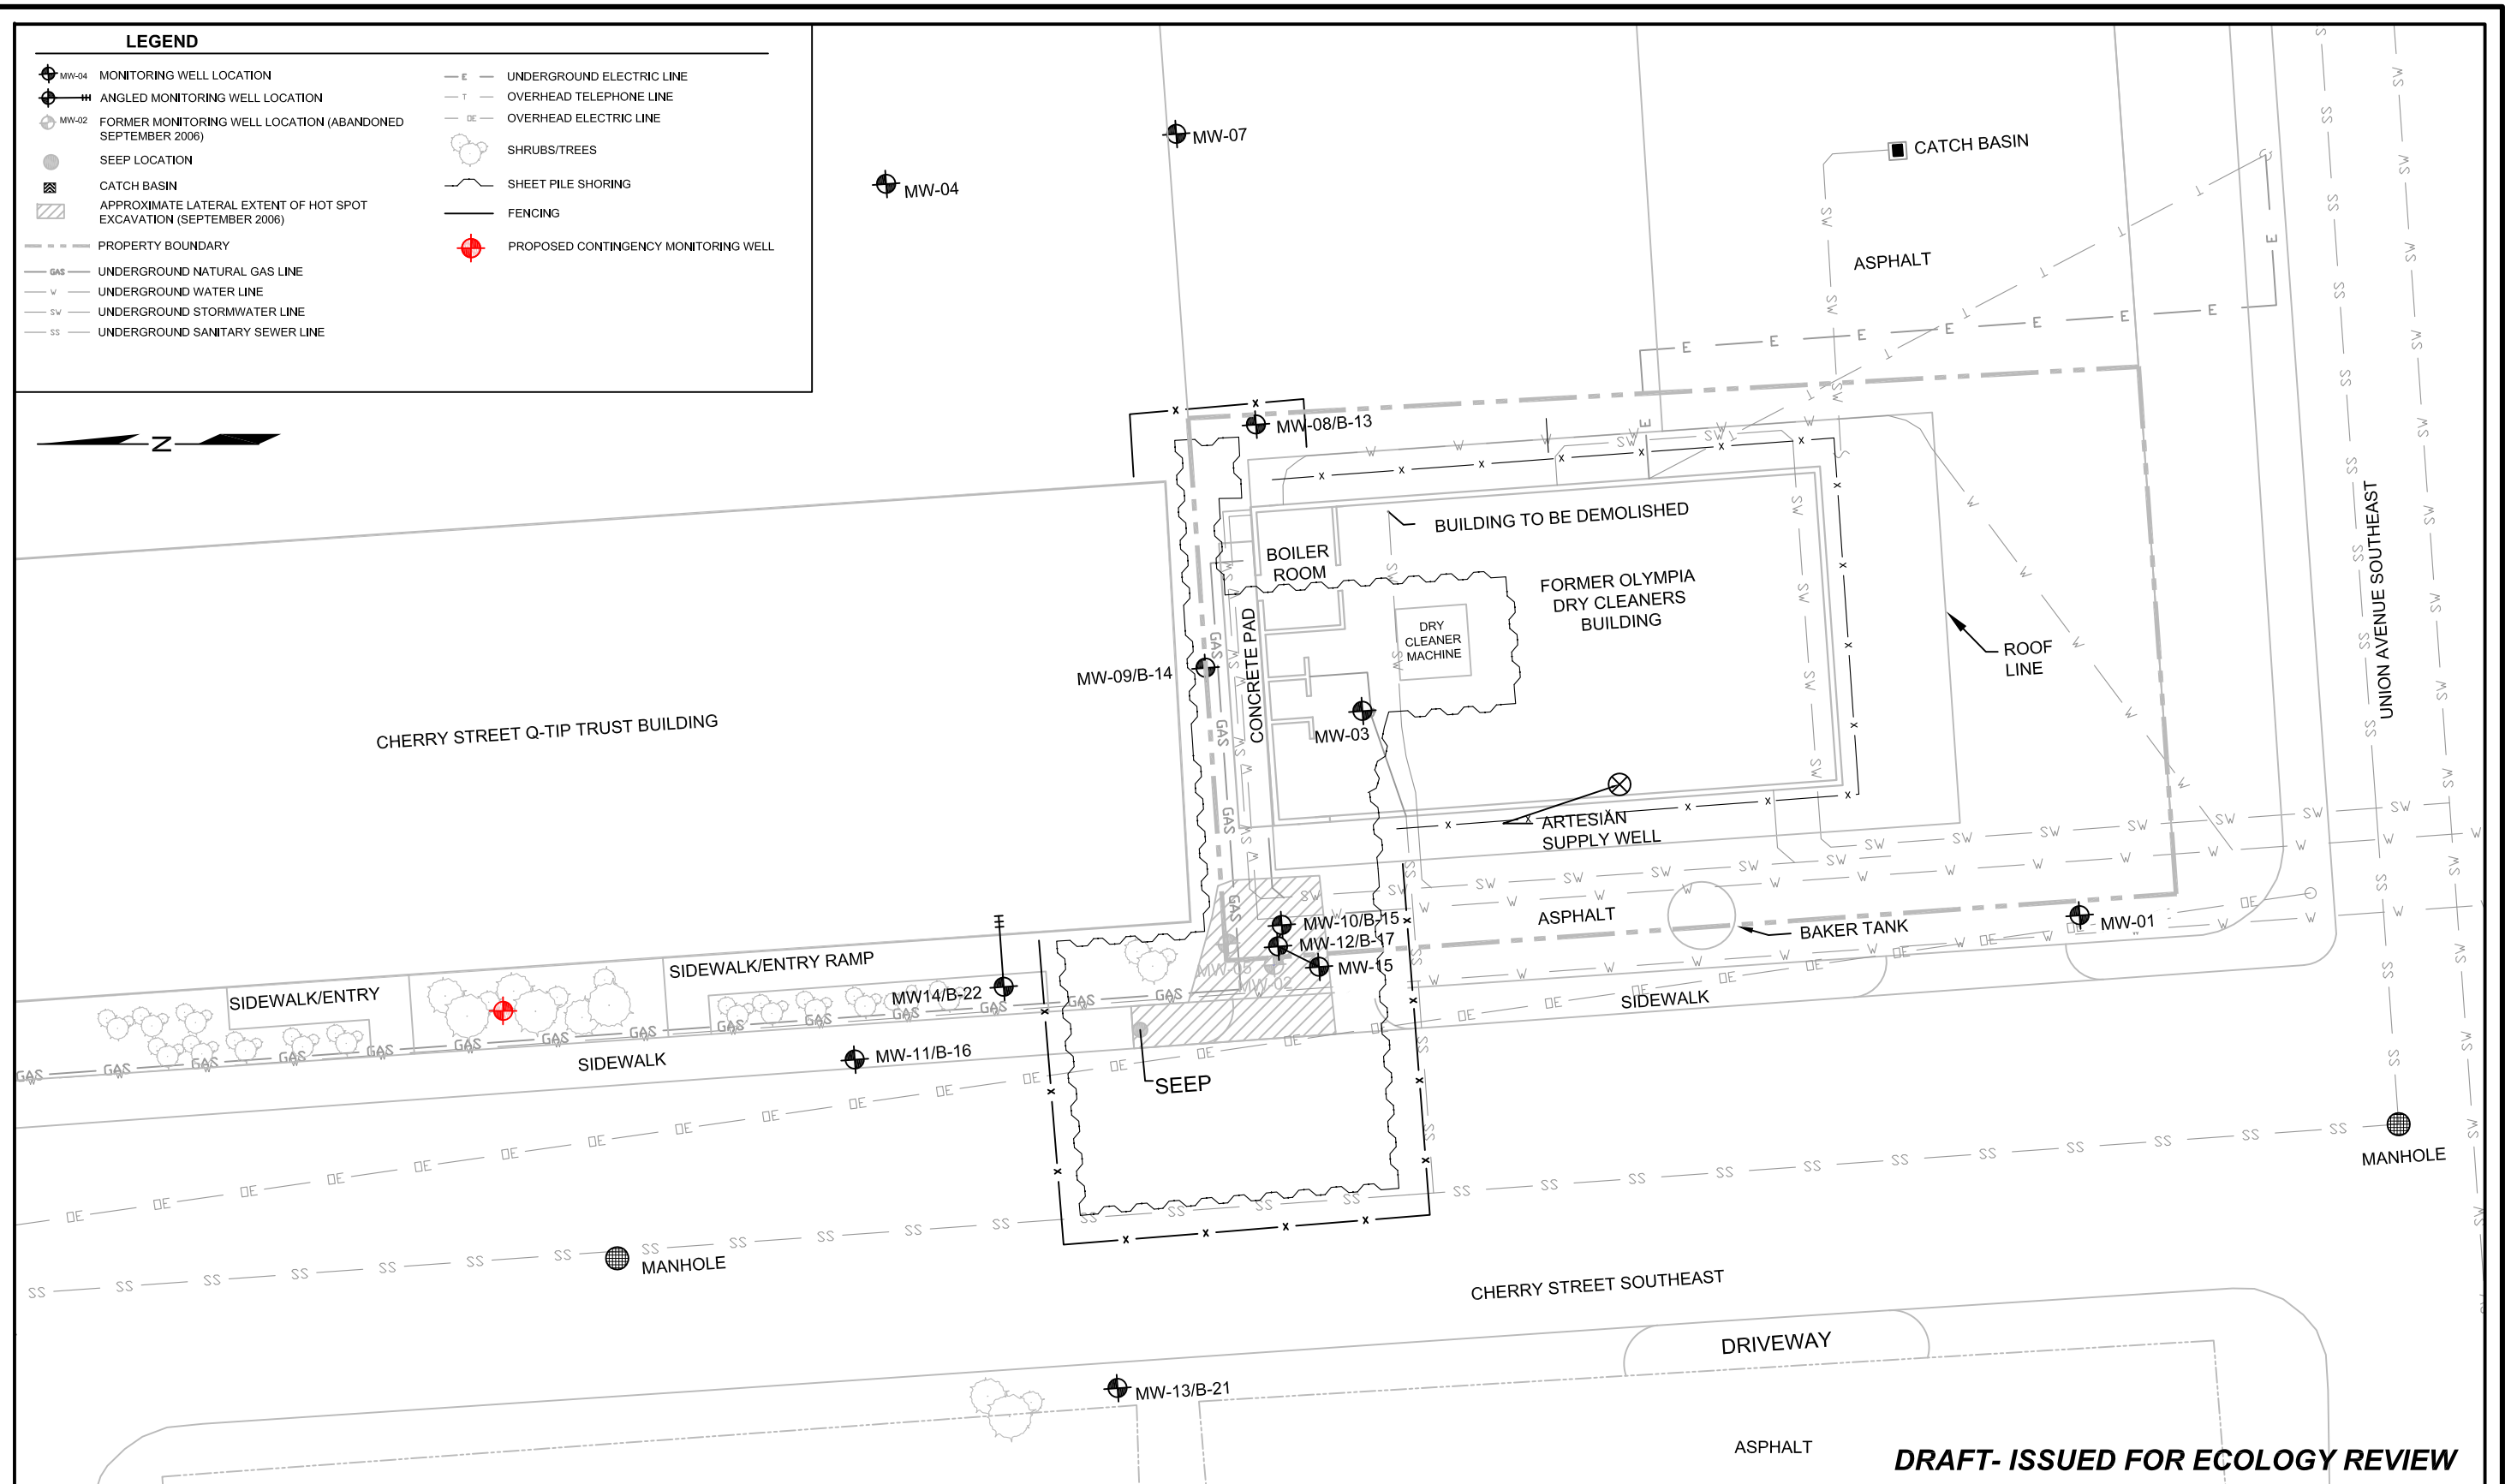 LEGEND
MW-04 MONITORING WELL LOCATION
ANGLED MONITORING WELL LOCATION
MW-02 FORMER MONITORING WELL LOCATION (ABANDONED
SEPTEMBER 2006)
SEEP LOCATION
CATCH BASIN
APPROXIMATE LATERAL EXTENT OF HOT SPOT
EXCAVATION (SEPTEMBER 2006)
PROPERTY BOUNDARY
GAS UNDERGROUND NATURAL GAS LINE
W UNDERGROUND WATER LINE
SW UNDERGROUND STORMWATER LINE
SS UNDERGROUND SANITARY SEWER LINE
E UNDERGROUND ELECTRIC LINE
T OVERHEAD TELEPHONE LINE
OE OVERHEAD ELECTRIC LINE
SHRUBS/TREES
SHEET PILE SHORING
FENCING
PROPOSED CONTINGENCY MONITORING WELL
N
MW-07
MW-04
CATCH BASIN
ASPHALT
MW-08/B-13
BUILDING TO BE DEMOLISHED
BOILER
ROOM
FORMER OLYMPIA
DRY CLEANERS
BUILDING
DRY
CLEANER
MACHINE
CONCRETE PAD
ROOF
LINE
UNION AVENUE SOUTHEAST
MW-09/B-14
MW-03
CHERRY STREET Q-TIP TRUST BUILDING
ARTESIAN
SUPPLY WELL
MW-10/B-15
MW-12/B-17
MW-15
MW-05
MW-02
ASPHALT
BAKER TANK
MW-01
SIDEWALK/ENTRY RAMP
SIDEWALK/ENTRY
MW14/B-22
SIDEWALK
MW-11/B-16
SIDEWALK
SEEP
MANHOLE
MANHOLE
CHERRY STREET SOUTHEAST
DRIVEWAY
MW-13/B-21
ASPHALT
DRAFT- ISSUED FOR ECOLOGY REVIEW